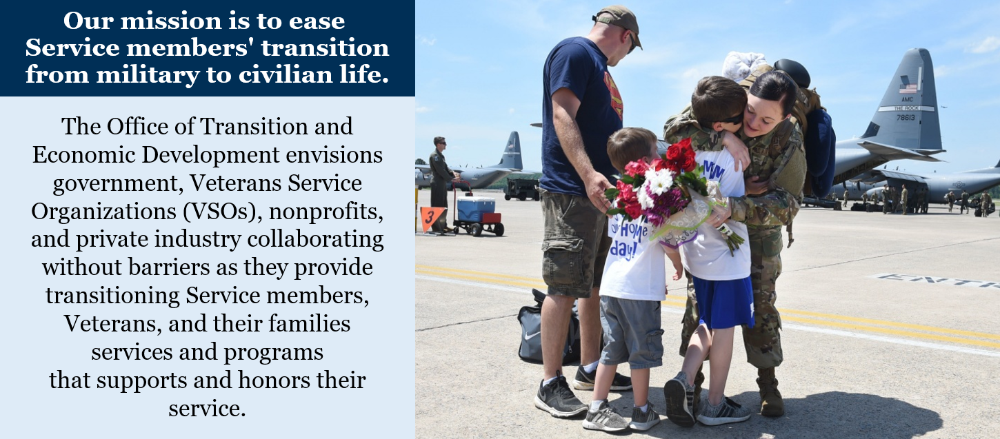 Our mission is to ease
Service members' transition
from military to civilian life.
The Office of Transition and
Economic Development envisions
government, Veterans Service
Organizations (VSOs), nonprofits,
and private industry collaborating
without barriers as they provide
transitioning Service members,
Veterans, and their families
services and programs
that supports and honors their
service.
AMC
THE ROCK
78613
3
MM
HOME
day!